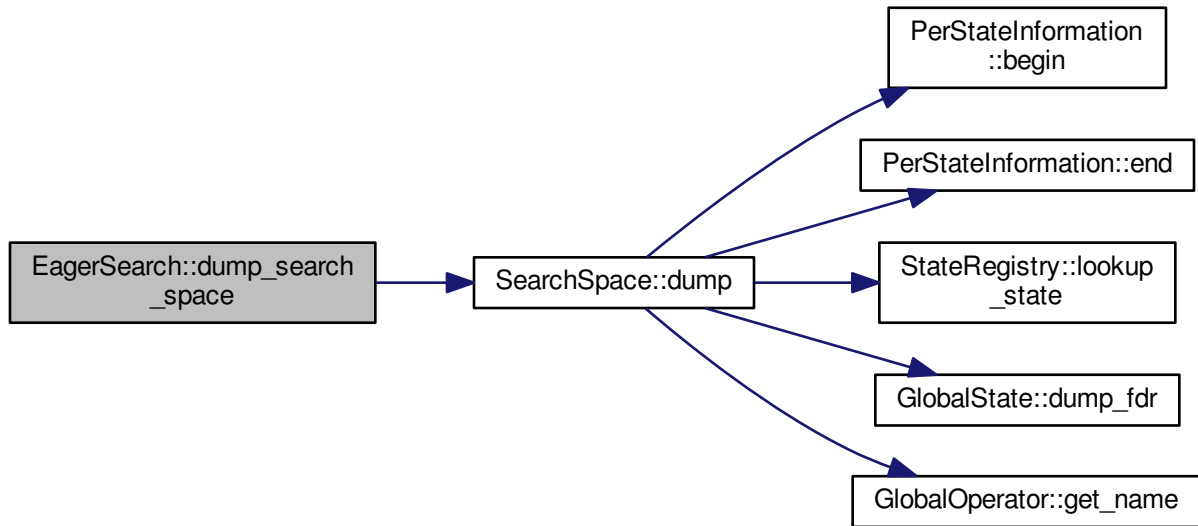 PerStateInformation
::begin
PerStateInformation::end
EagerSearch::dump_search
_space
SearchSpace::dump
StateRegistry::lookup
_state
GlobalState::dump_fdr
GlobalOperator::get_name